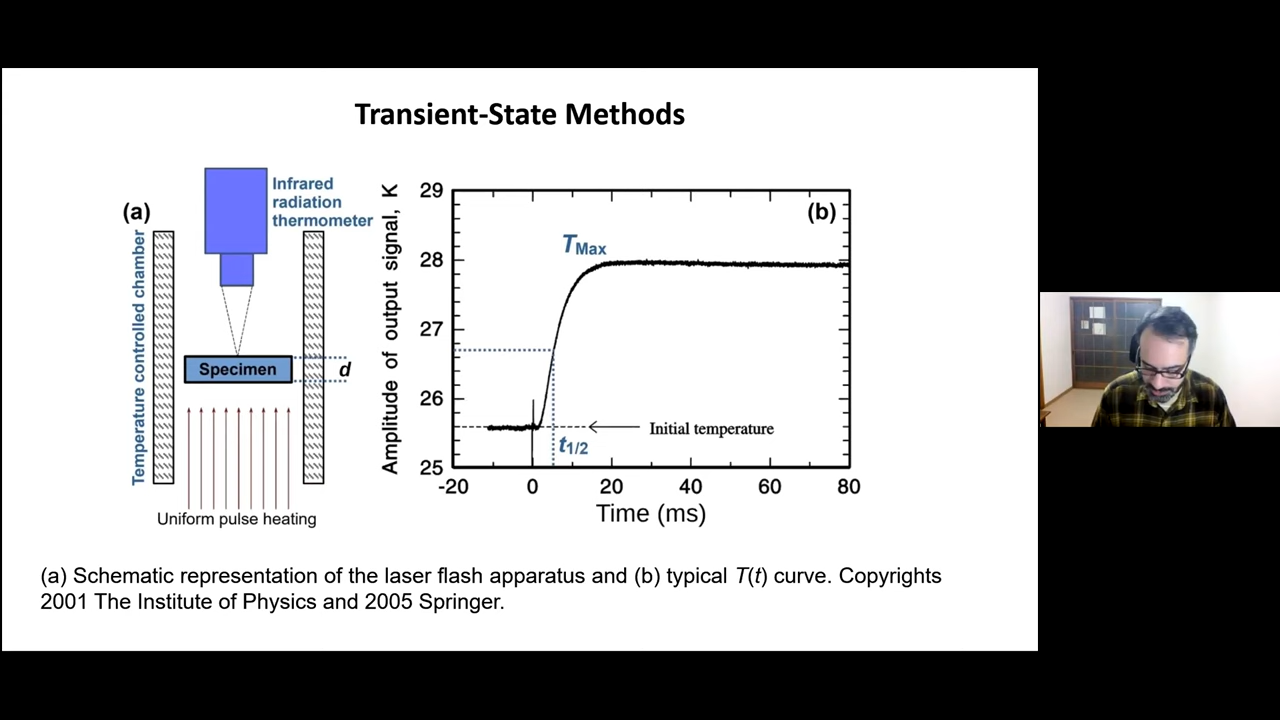 Transient-State Methods
(a)
Infrared
radiation
thermometer
Temperature controlled chamber
Specimen
d
Uniform pulse heating
Amplitude of output signal, K
29
28
27
26
25
(b)
TMax
Initial temperature
t1/2
-20
0
20
40
60
80
Time (ms)
(a) Schematic representation of the laser flash apparatus and (b) typical T(t) curve. Copyrights
2001 The Institute of Physics and 2005 Springer.